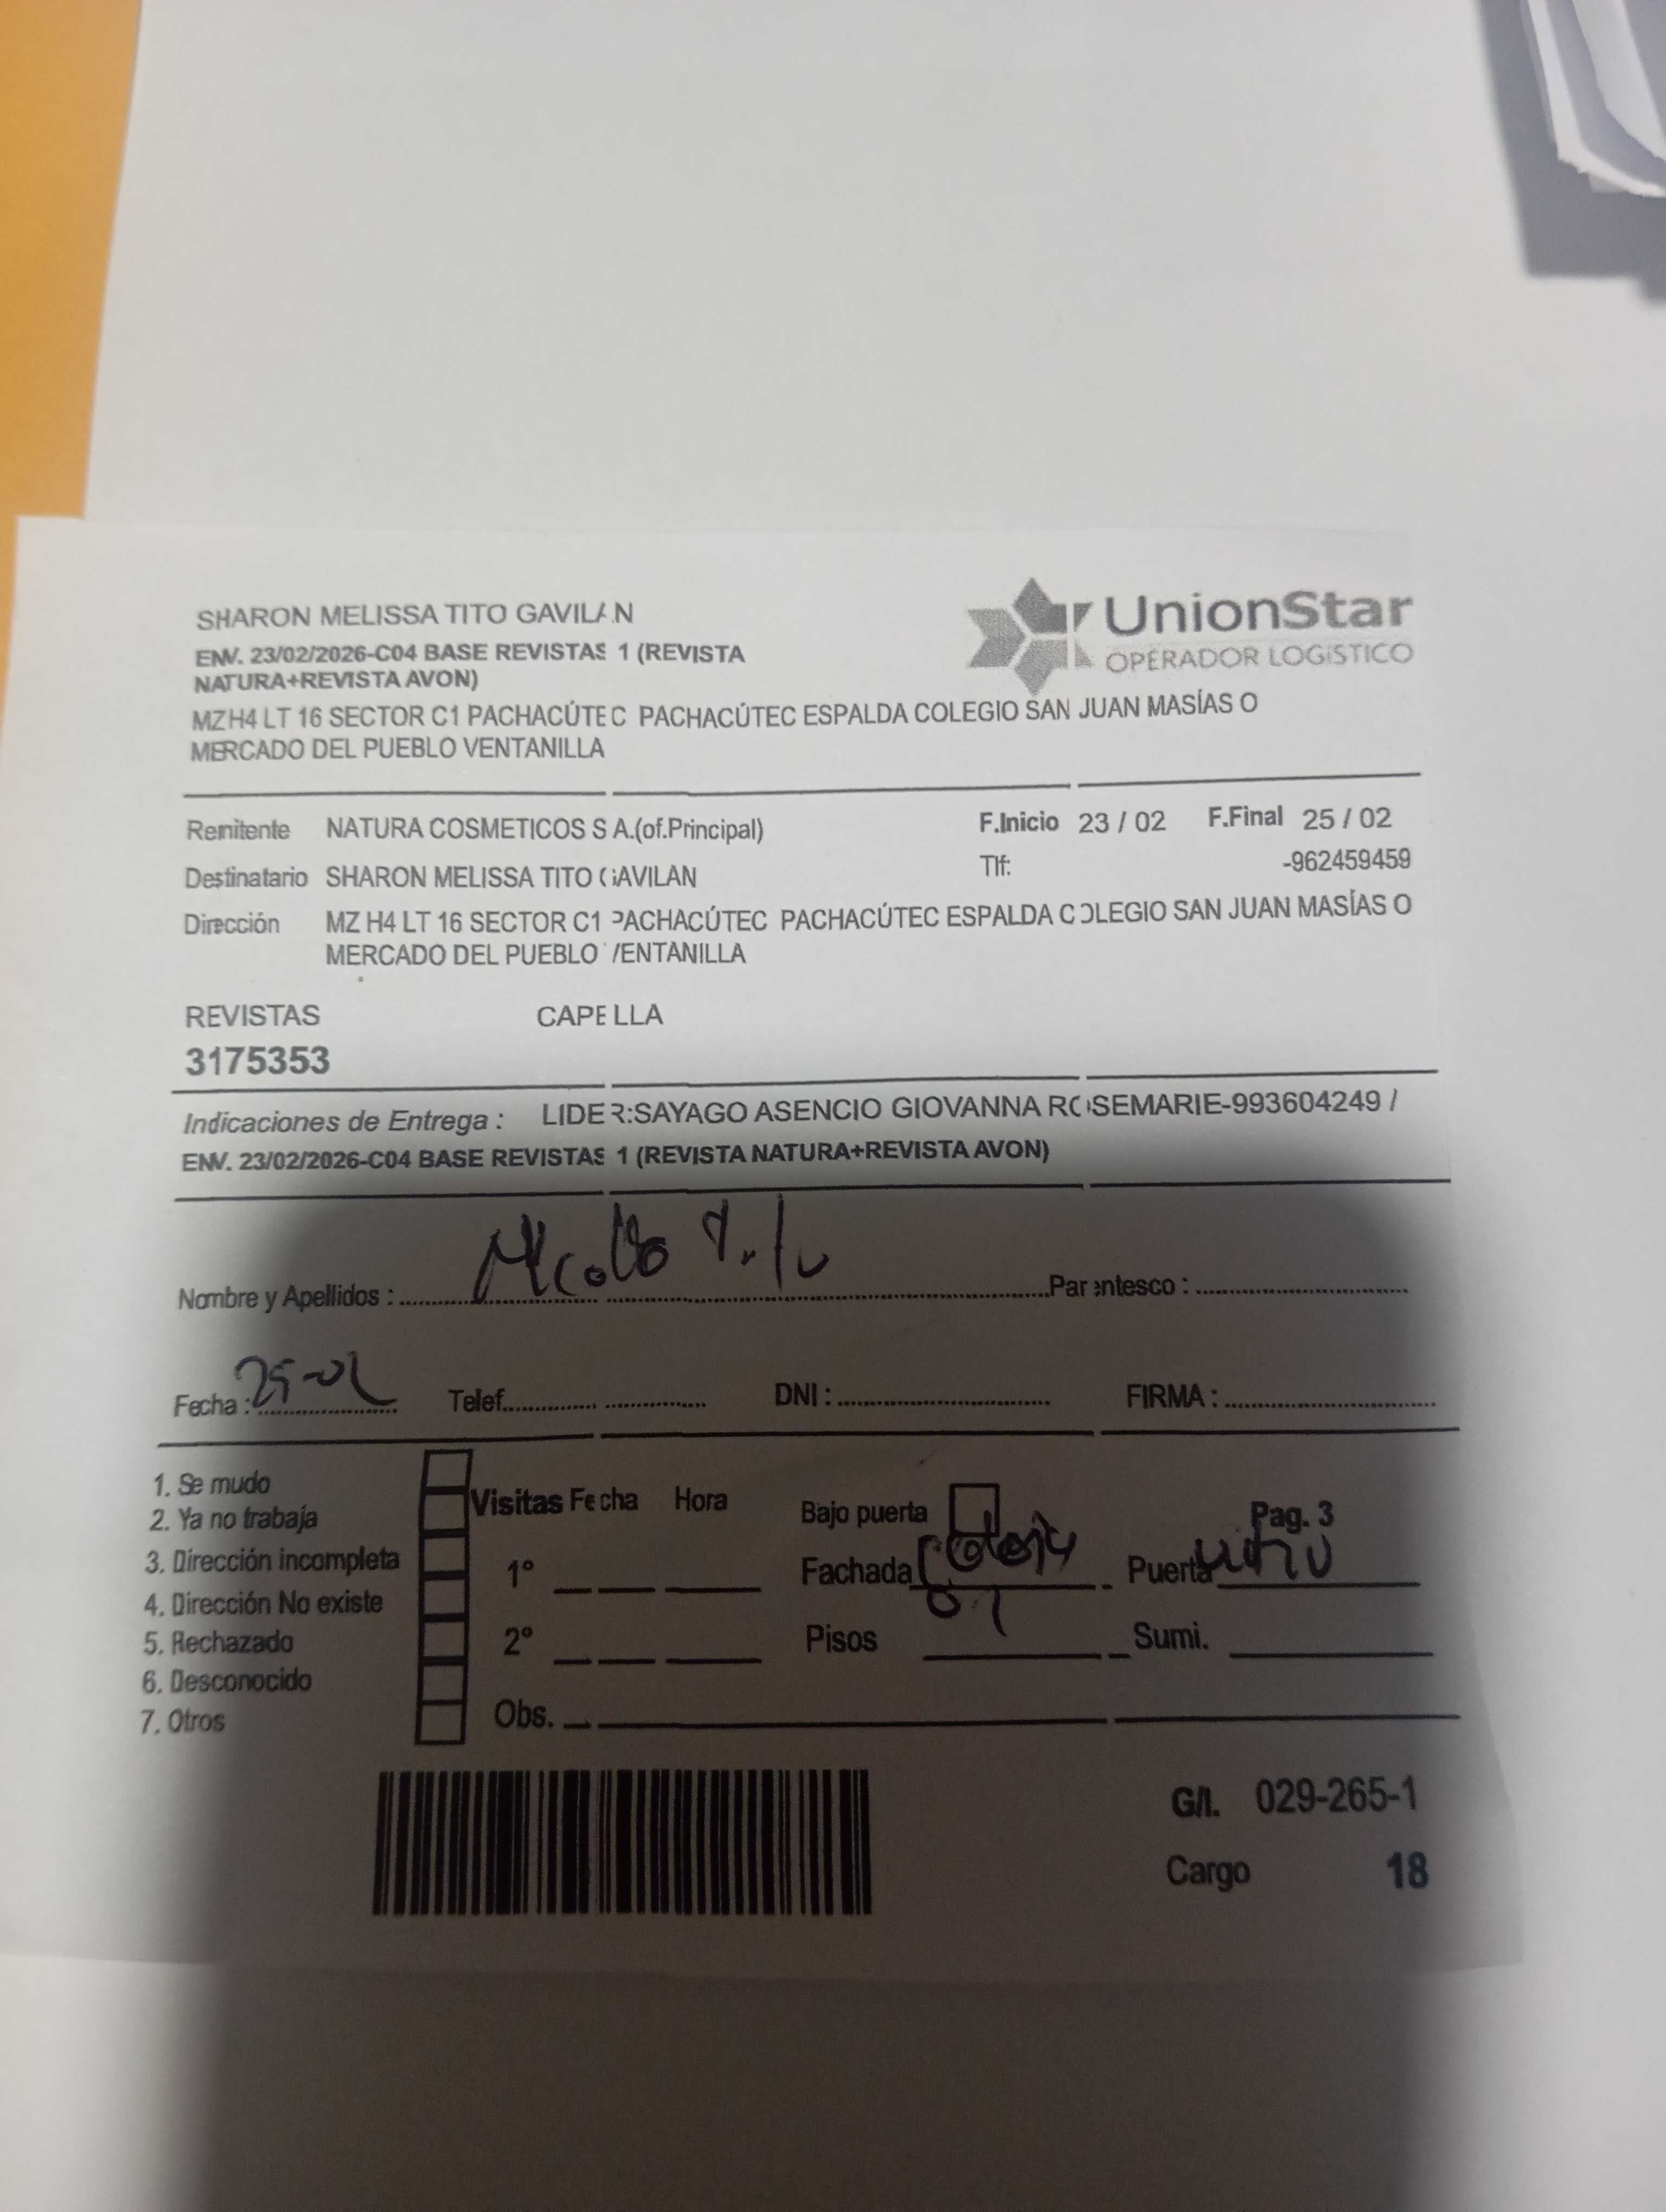 SHARON MELISSA TITO GAVILAN
UnionStar
OPERADOR LOGÍSTICO
ENV. 23/02/2026-C04 BASE REVISTAS 1 (REVISTA
NATURA+REVISTA AVON)
MZ H4 LT 16 SECTOR C1 PACHACÚTEC PACHACÚTEC ESPALDA COLEGIO SAN JUAN MASÍAS O
MERCADO DEL PUEBLO VENTANILLA
Remitente NATURA COSMETICOS S A.(of.Principal) F.Inicio 23 / 02 F.Final 25 / 02
Destinatario SHARON MELISSA TITO GAVILAN Tlf: -962459459
Dirección MZ H4 LT 16 SECTOR C1 PACHACÚTEC PACHACÚTEC ESPALDA COLEGIO SAN JUAN MASÍAS O
MERCADO DEL PUEBLO VENTANILLA
REVISTAS CAPELLA
3175353
Indicaciones de Entrega : LIDER:SAYAGO ASENCIO GIOVANNA ROSEMARIE-993604249 /
ENV. 23/02/2026-C04 BASE REVISTAS 1 (REVISTA NATURA+REVISTA AVON)
Nombre y Apellidos : Parentesco :
Fecha : 25-02 Telef. DNI : FIRMA :
1. Se mudo
2. Ya no trabaja
3. Dirección incompleta
4. Dirección No existe
5. Rechazado
6. Desconocido
7. Otros
Visitas Fecha Hora
1°
2°
Obs.
Bajo puerta Pag. 3
Fachada Puerta
Pisos 01 Sumi.
G/I. 029-265-1
Cargo 18